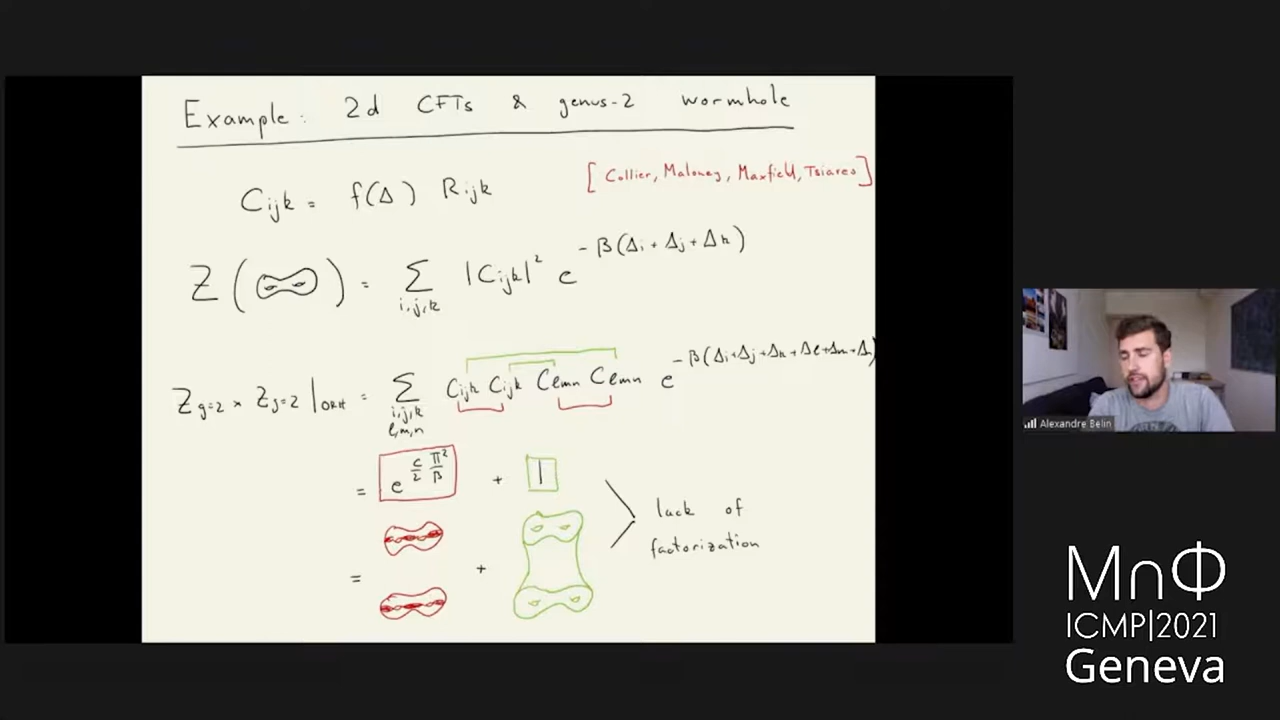 Example: 2d CFTs & genus-2 wormhole
[Collier, Maloney, Maxfield, Tsiares]
Cijk = f(Δ) Rijk
Z ( ) = Σ i,j,k |Cijk|² e^-β(Δi+Δj+Δk)
Zg=2 × Zg=2 |ORH = Σ i,j,k l,m,n Cijk Cijk Clmn Clmn e^-β(Δi+Δj+Δk+Δl+Δm+Δn)
= e^c/2 π²/β + 1
lack of
factorization
= +
Alexandre Belin
MnΦ
ICMP|2021
Geneva